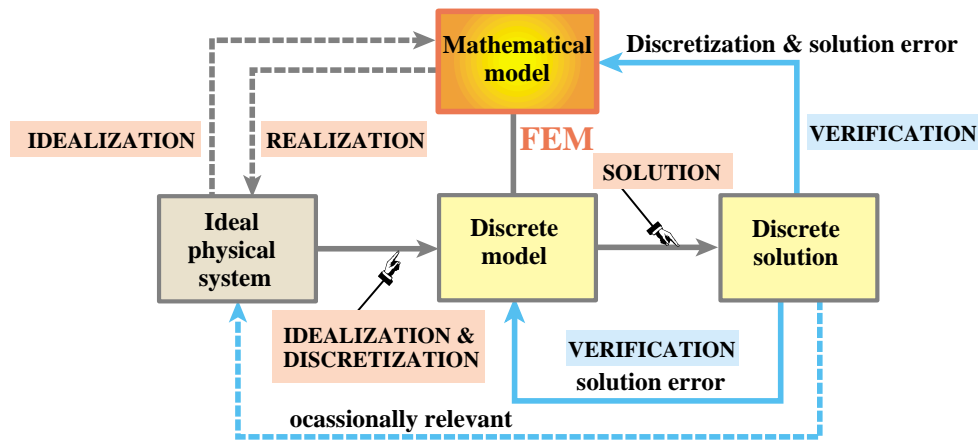 Mathematical
model
Discretization & solution error
IDEALIZATION
REALIZATION
FEM
VERIFICATION
SOLUTION
Ideal
physical
system
Discrete
model
Discrete
solution
IDEALIZATION &
DISCRETIZATION
VERIFICATION
solution error
ocassionally relevant